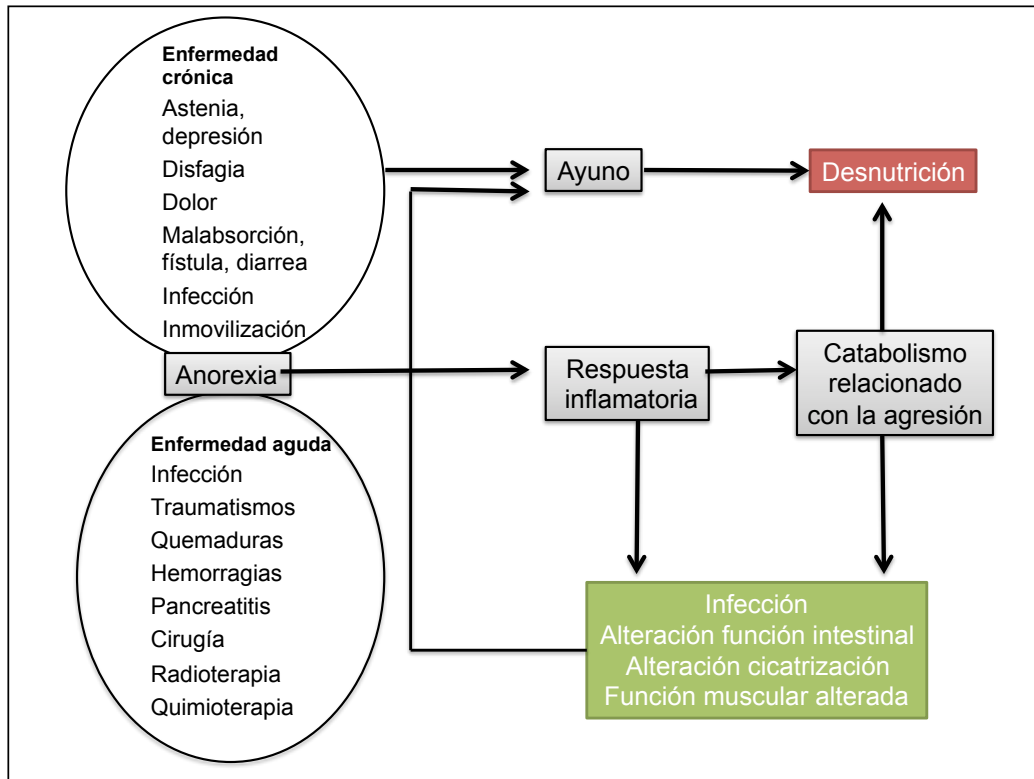 Enfermedad
crónica
Astenia,
depresión
Disfagia
Dolor
Malabsorción,
fístula, diarrea
Infección
Inmovilización
Anorexia
Enfermedad aguda
Infección
Traumatismos
Quemaduras
Hemorragias
Pancreatitis
Cirugía
Radioterapia
Quimioterapia
Ayuno
Desnutrición
Respuesta
inflamatoria
Catabolismo
relacionado
con la agresión
Infección
Alteración función intestinal
Alteración cicatrización
Función muscular alterada